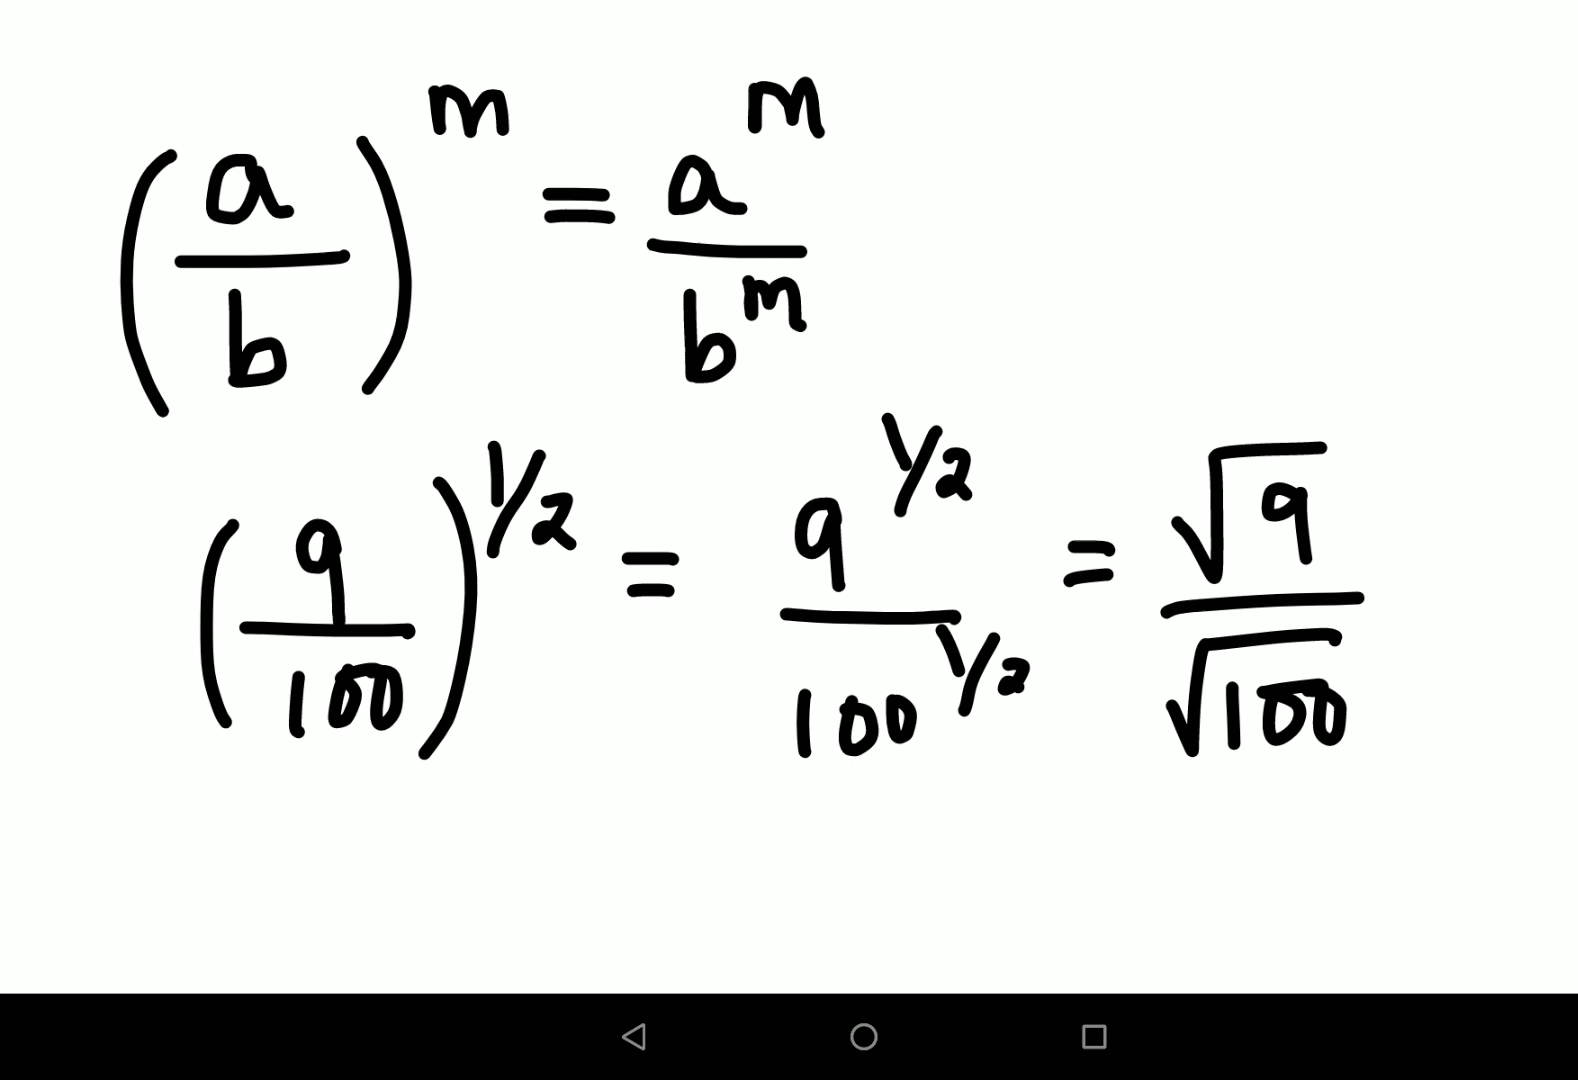 (a/b)^m = a^m/b^m
(9/100)^1/2 = 9^1/2/100^1/2 = √9/√100